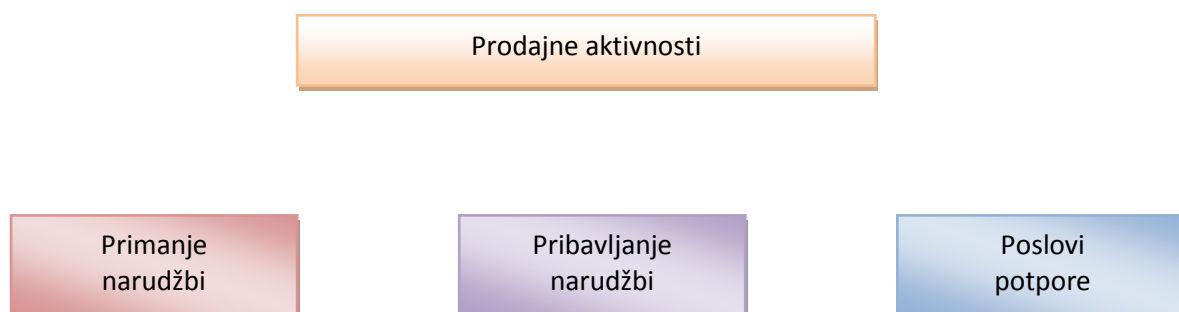 Prodajne aktivnosti
Primanje
narudžbi
Pribavljanje
narudžbi
Poslovi
potpore